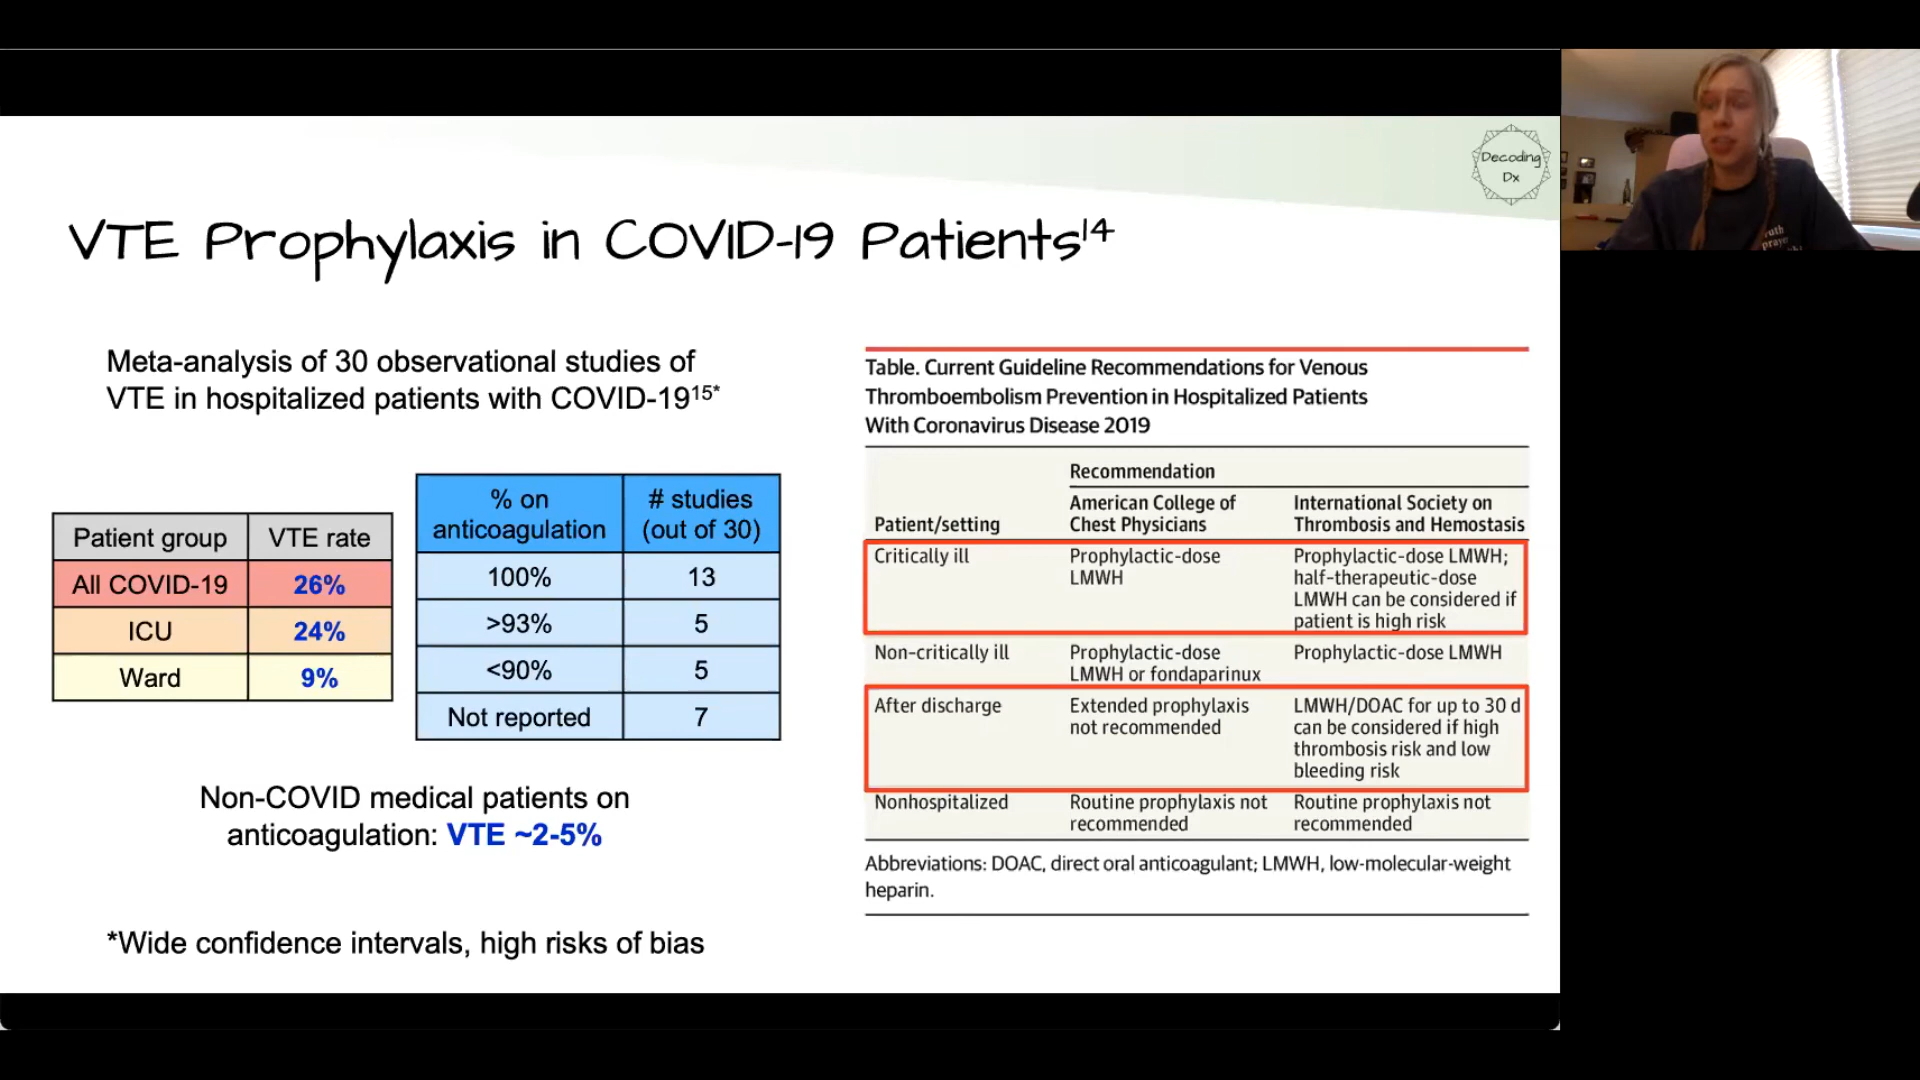 Decoding
Dx
VTE Prophylaxis in COVID-19 Patients14
Meta-analysis of 30 observational studies of
VTE in hospitalized patients with COVID-1915*
Patient group VTE rate
All COVID-19 26%
ICU 24%
Ward 9%
% on
anticoagulation
# studies
(out of 30)
100% 13
>93% 5
<90% 5
Not reported 7
Non-COVID medical patients on
anticoagulation: VTE ~2-5%
*Wide confidence intervals, high risks of bias
Table. Current Guideline Recommendations for Venous
Thromboembolism Prevention in Hospitalized Patients
With Coronavirus Disease 2019
Recommendation
Patient/setting
American College of
Chest Physicians
International Society on
Thrombosis and Hemostasis
Critically ill
Prophylactic-dose
LMWH
Prophylactic-dose LMWH;
half-therapeutic-dose
LMWH can be considered if
patient is high risk
Non-critically ill
Prophylactic-dose
LMWH or fondaparinux
Prophylactic-dose LMWH
After discharge
Extended prophylaxis
not recommended
LMWH/DOAC for up to 30 d
can be considered if high
thrombosis risk and low
bleeding risk
Nonhospitalized
Routine prophylaxis not
recommended
Routine prophylaxis not
recommended
Abbreviations: DOAC, direct oral anticoagulant; LMWH, low-molecular-weight
heparin.